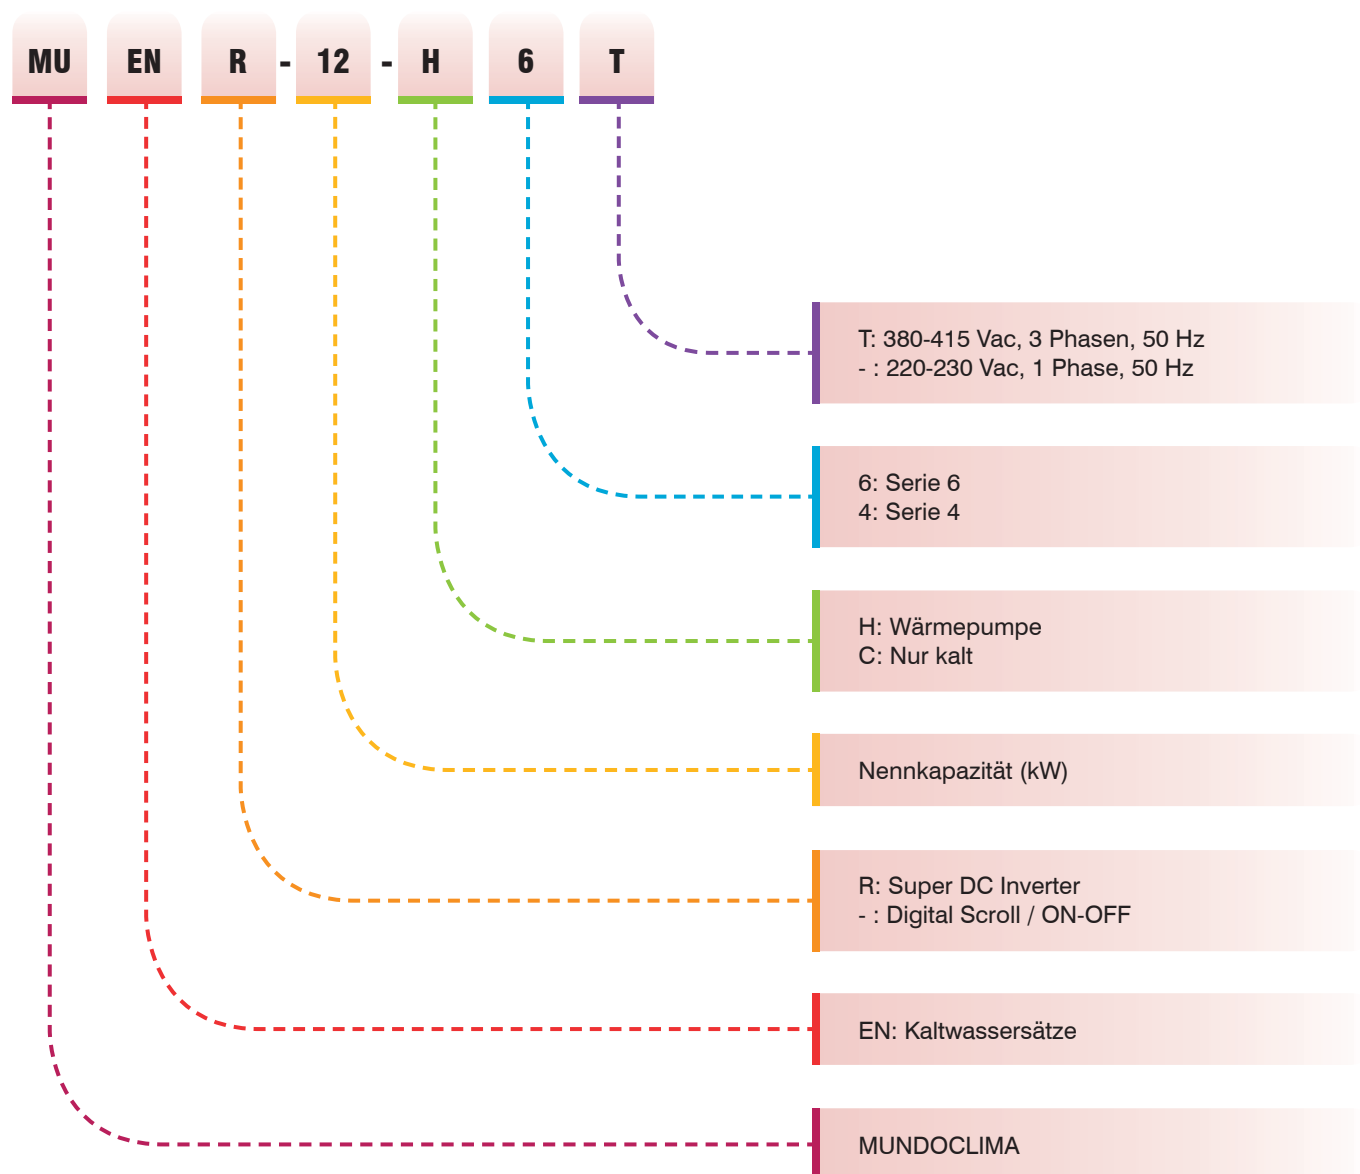 MU EN R - 12 - H 6 T
T: 380-415 Vac, 3 Phasen, 50 Hz
- : 220-230 Vac, 1 Phase, 50 Hz
6: Serie 6
4: Serie 4
H: Wärmepumpe
C: Nur kalt
Nennkapazität (kW)
R: Super DC Inverter
- : Digital Scroll / ON-OFF
EN: Kaltwassersätze
MUNDOCLIMA